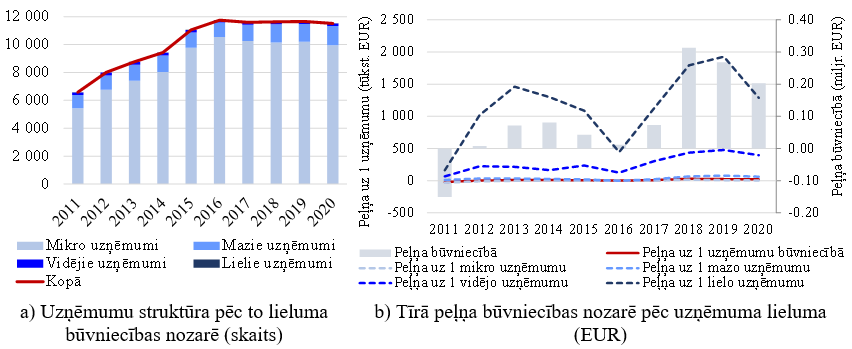 12 000
10 000
8 000
6 000
4 000
2 000
0
2011 2012 2013 2014 2015 2016 2017 2018 2019 2020
Mikro uzņēmumi Mazie uzņēmumi
Vidējie uzņēmumi Lielie uzņēmumi
Kopā
a) Uzņēmumu struktūra pēc to lieluma
būvniecības nozarē (skaits)
Peļņa uz 1 uzņēmumu (tūkst. EUR)
2 500
2 000
1 500
1 000
500
0
-500
0.40
0.30
0.20
0.10
0.00
-0.10
-0.20
Peļņa būvniecībā (miljr. EUR)
2011 2012 2013 2014 2015 2016 2017 2018 2019 2020
Peļņa būvniecībā Peļņa uz 1 uzņēmumu būvniecībā
Peļņa uz 1 mikro uzņēmumu Peļņa uz 1 mazo uzņēmumu
Peļņa uz 1 vidējo uzņēmumu Peļņa uz 1 lielo uzņēmumu
b) Tīrā peļņa būvniecības nozarē pēc uzņēmuma lieluma
(EUR)